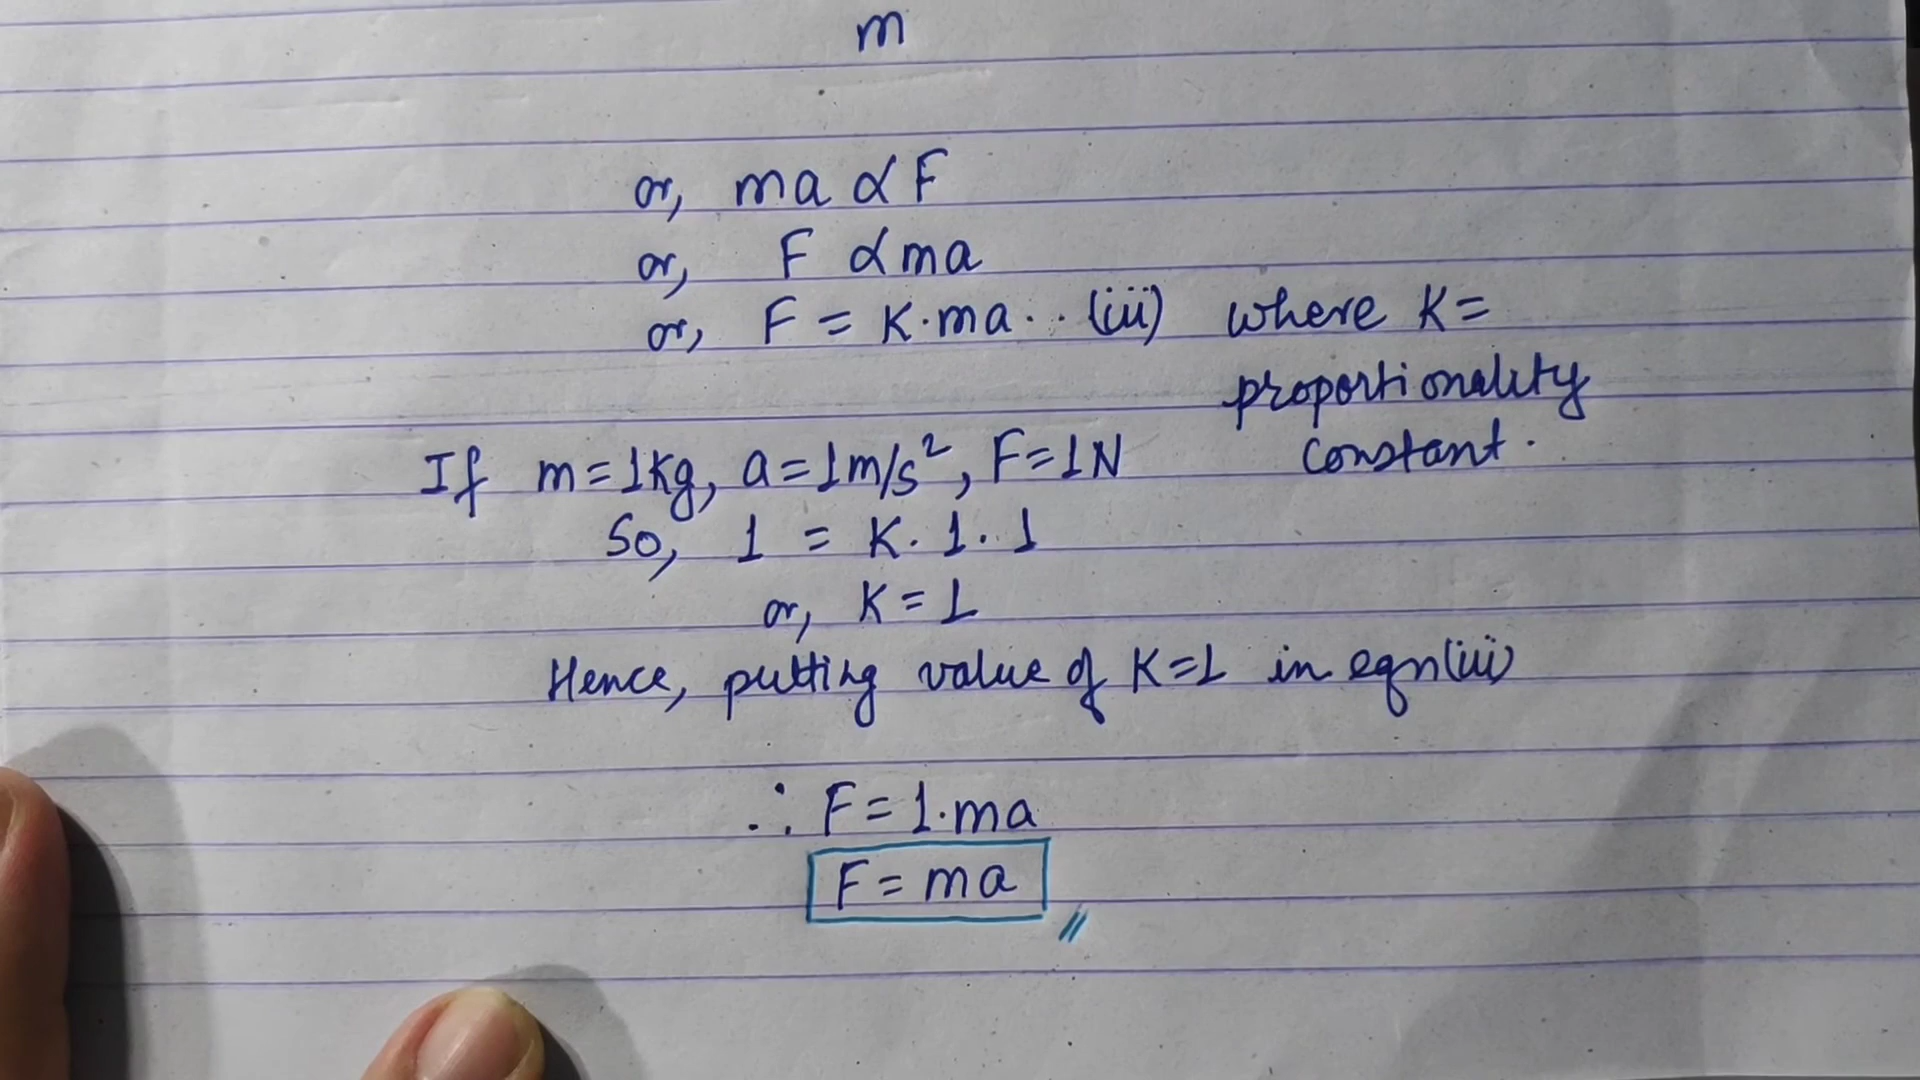 m
or, ma ∝ F
or, F ∝ ma
or, F = K·ma... (iii) where K=
proportionality
constant.
If m=1kg, a=1m/s², F=1N
So, 1 = K. 1. 1
or, K=1
Hence, putting value of K=1 in eqn(iii)
∴ F=1.ma
F=ma